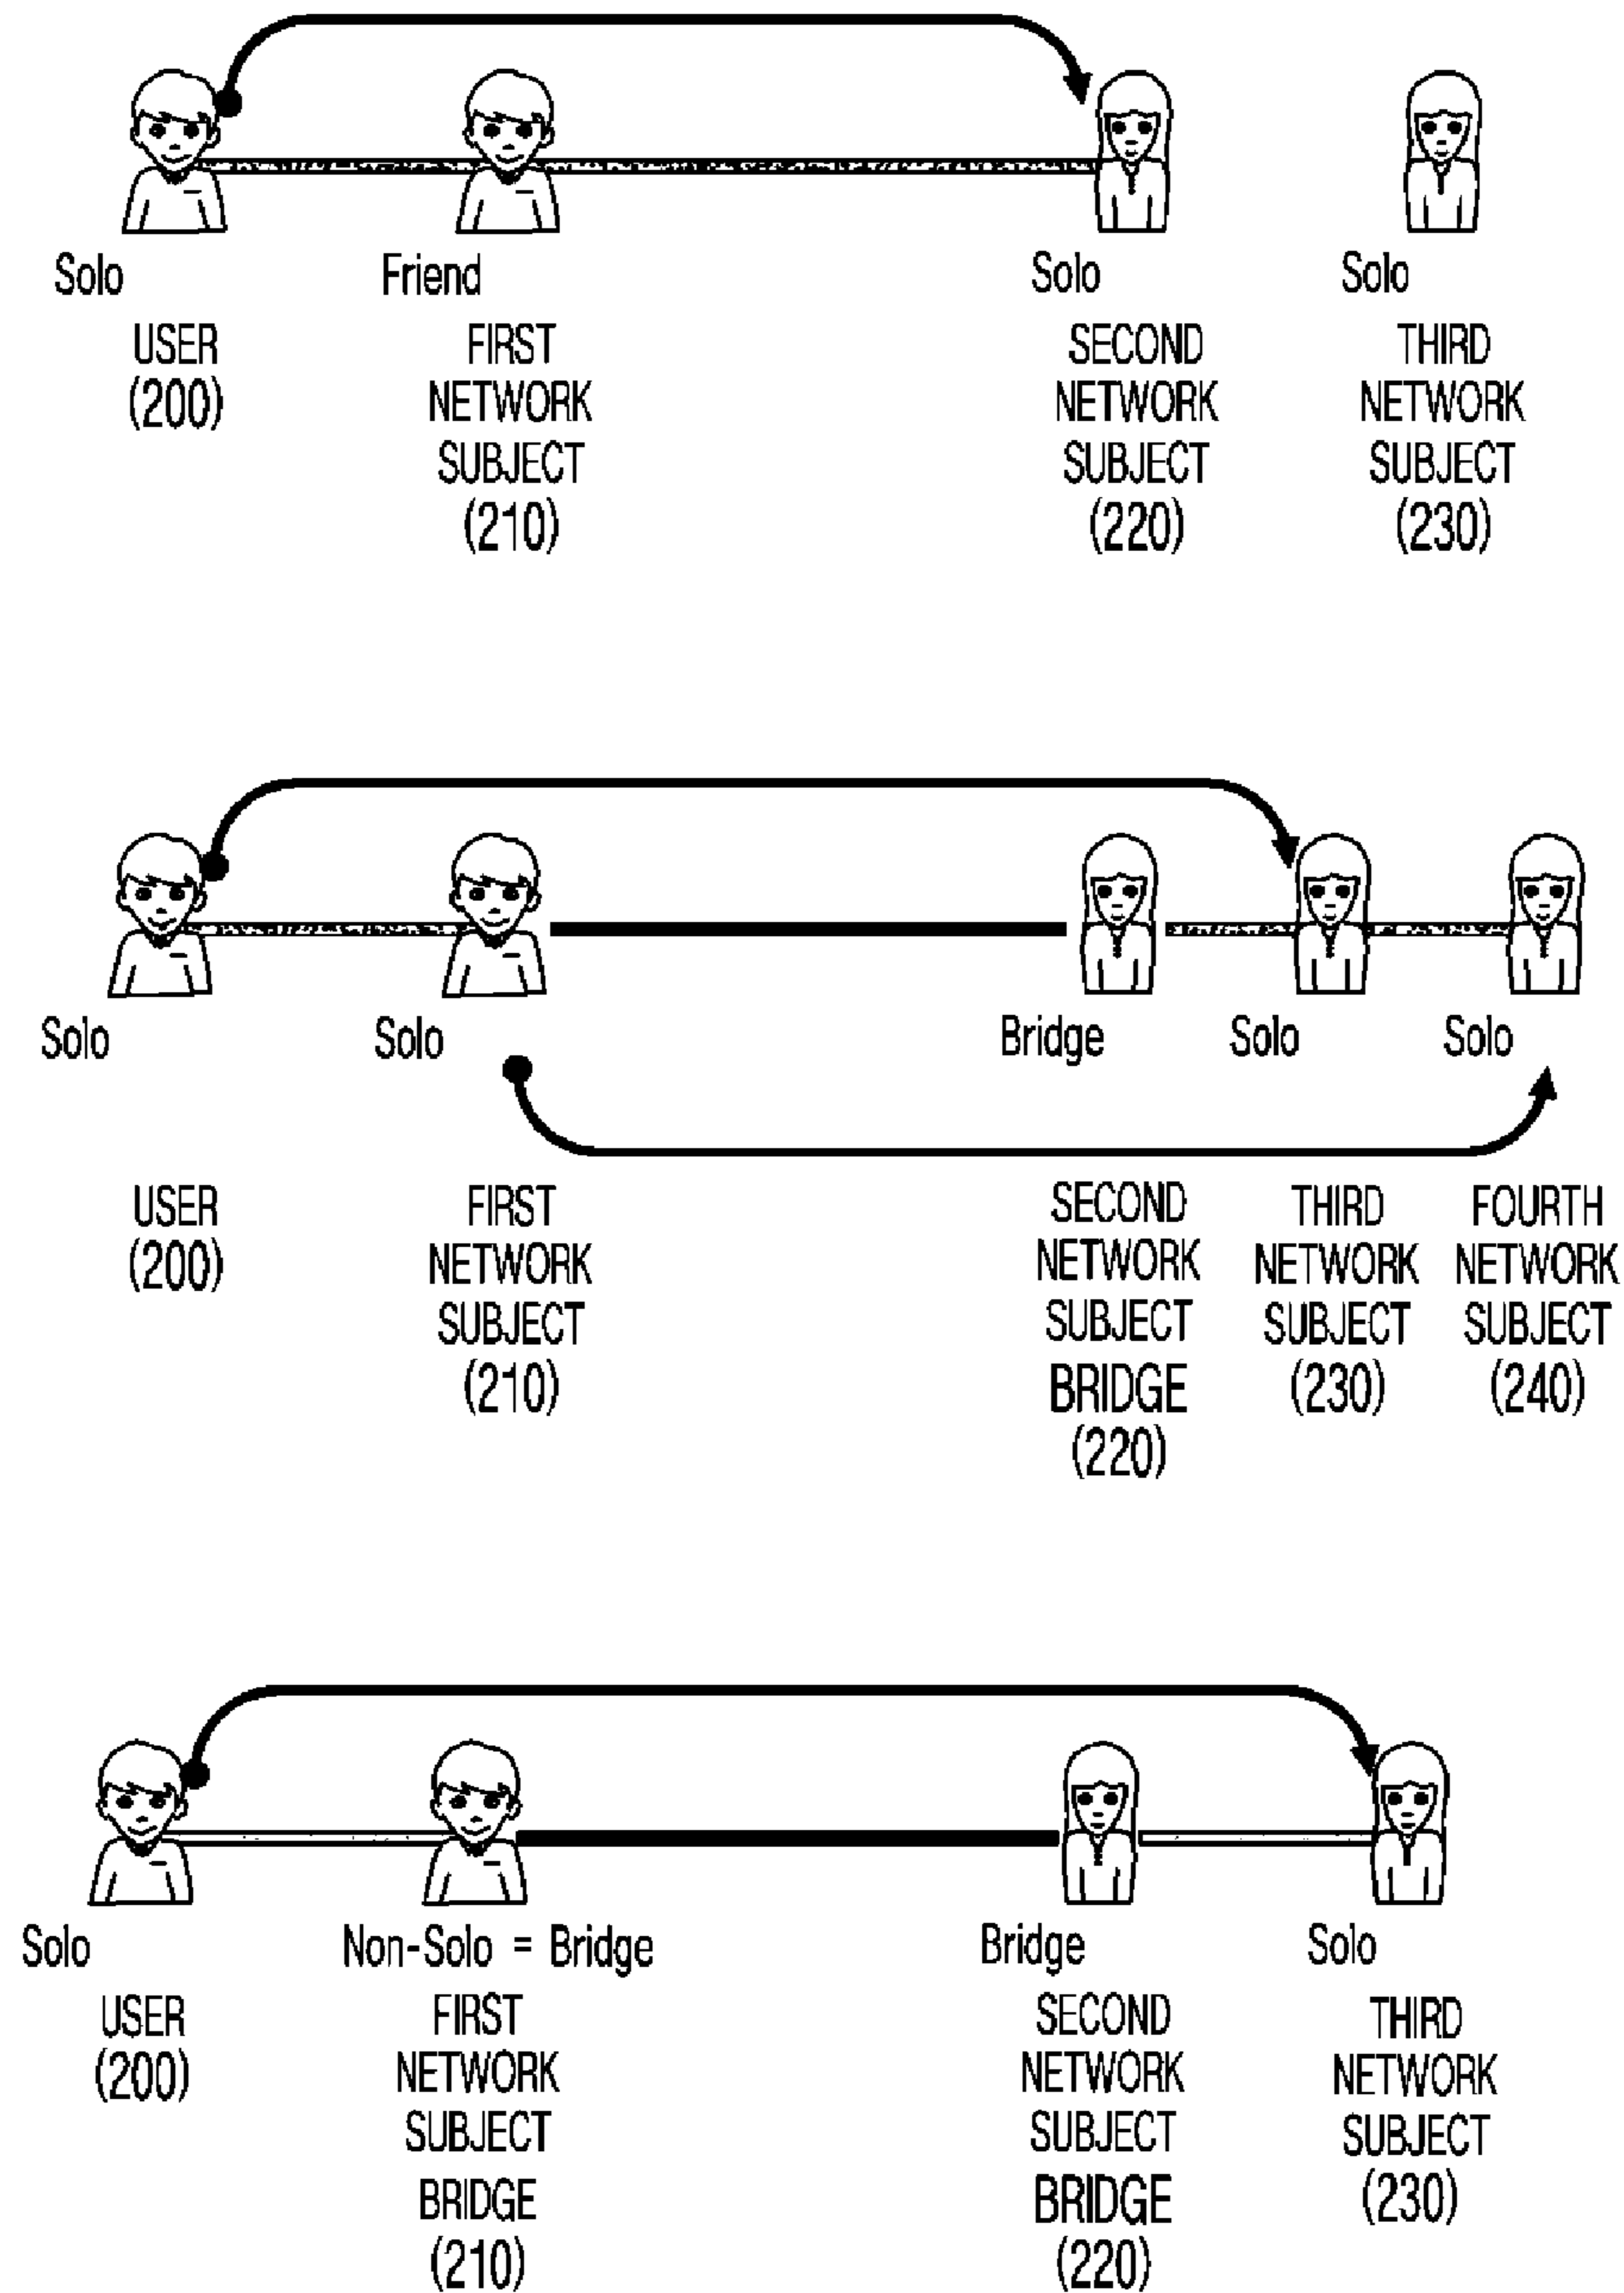 Solo Friend Solo Solo
USER FIRST SECOND THIRD
(200) NETWORK NETWORK NETWORK
SUBJECT SUBJECT SUBJECT
(210) (220) (230)
Solo Solo Bridge Solo Solo
USER FIRST SECOND THIRD FOURTH
(200) NETWORK NETWORK NETWORK NETWORK
SUBJECT SUBJECT SUBJECT SUBJECT
(210) BRIDGE (230) (240)
(220)
Solo Non-Solo = Bridge Bridge Solo
USER FIRST SECOND THIRD
(200) NETWORK NETWORK NETWORK
SUBJECT SUBJECT SUBJECT
BRIDGE BRIDGE (230)
(210) (220)